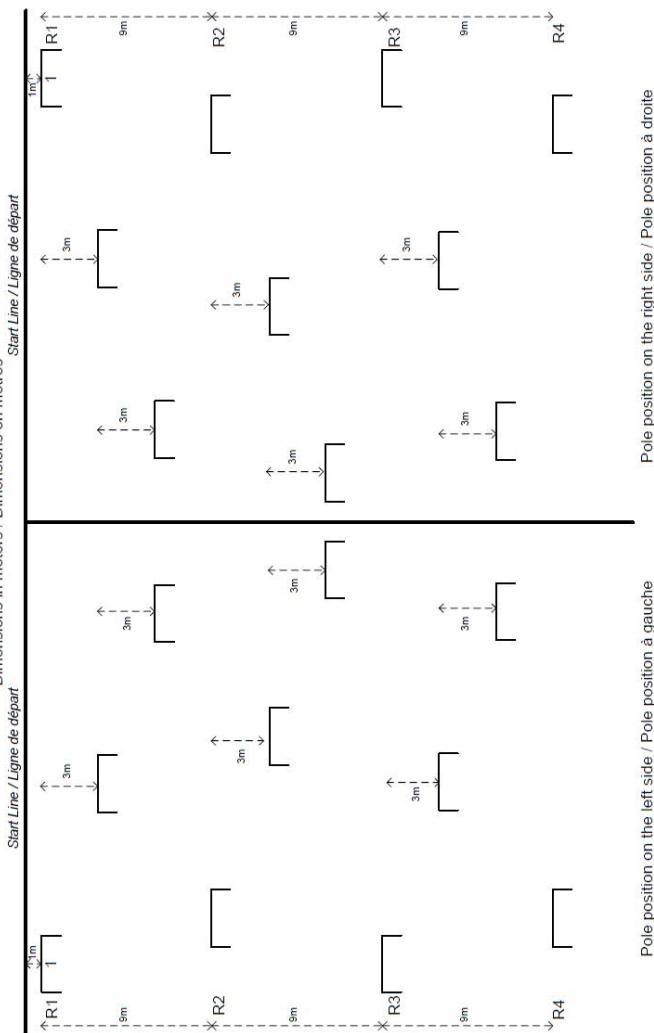 Dimensions in meters / Dimensions en mètres
Start Line / Ligne de départ
Start Line / Ligne de départ
1m
1m
R1 1
1 R1
3m
3m
9m
3m
3m
9m
R2
R2
3m
3m
9m
3m
3m
9m
R3
R3
3m
3m
9m
3m
3m
9m
R4
R4
Pole position on the left side / Pole position à gauche
Pole position on the right side / Pole position à droite